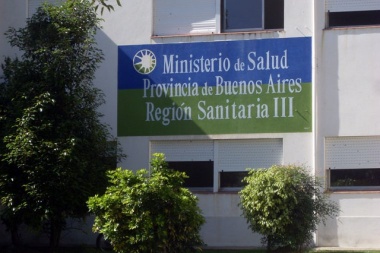 Ministerio de Salud
Provincia de Buenos Aires
Región Sanitaria III